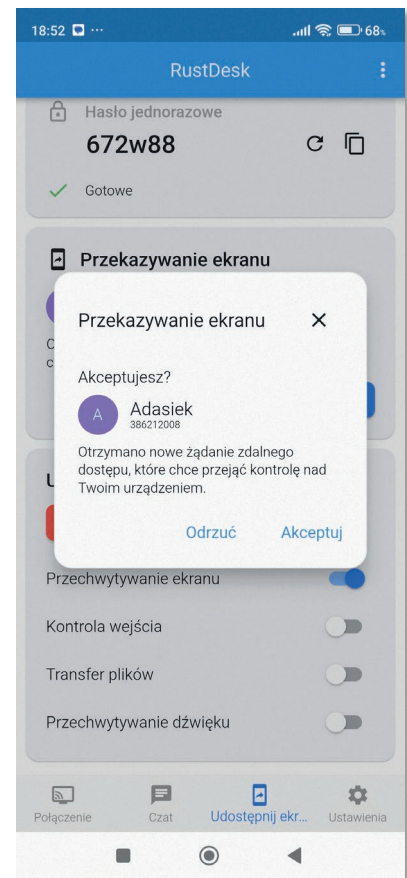 18:52 68%
RustDesk
Hasło jednorazowe
672w88
Gotowe
Przekazywanie ekranu
Przekazywanie ekranu
Akceptujesz?
A Adasiek
386212008
Otrzymano nowe żądanie zdalnego
dostępu, które chce przejąć kontrolę nad
Twoim urządzeniem.
Odrzuć Akceptuj
Przechwytywanie ekranu
Kontrola wejścia
Transfer plików
Przechwytywanie dźwięku
Połączenie Czat Udostępnij ekr... Ustawienia